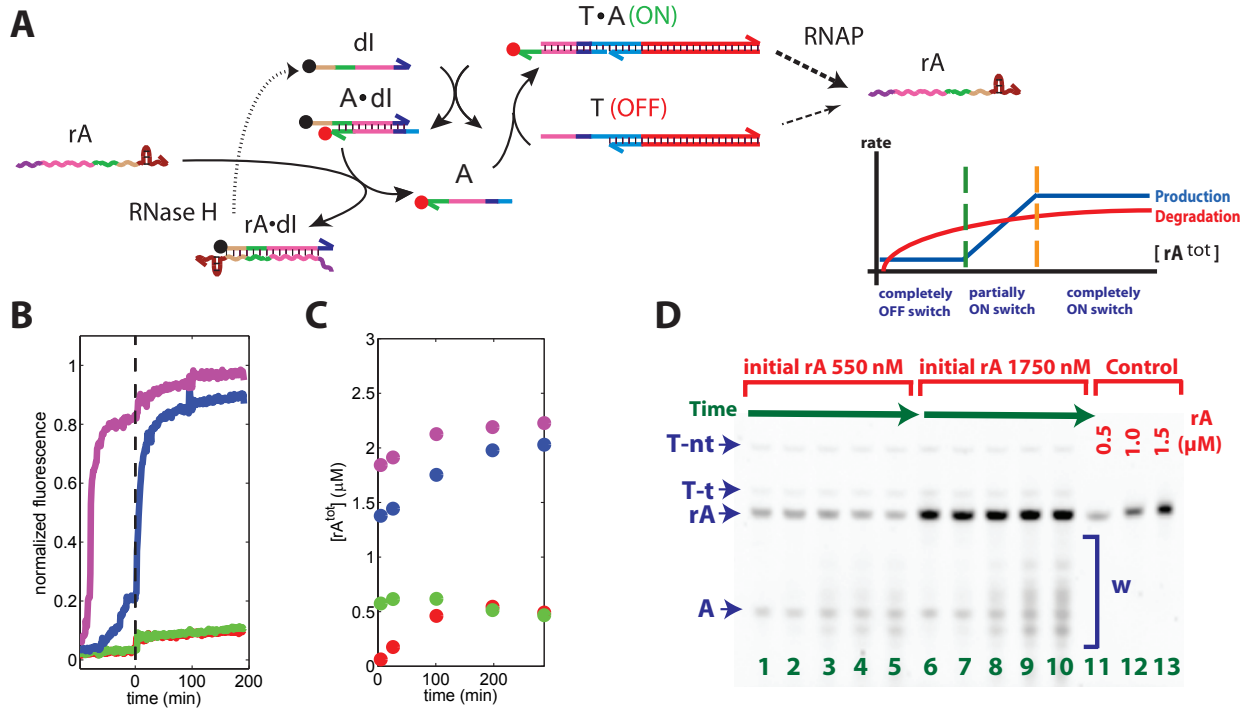 A
dI
T•A(ON)
RNAP
rA
A•dI
T (OFF)
rA
A
RNase H
rA•dI
rate
Production
Degradation
[rA tot]
completely OFF switch
partially ON switch
completely ON switch
B
normalized fluorescence
1
0.8
0.6
0.4
0.2
0
0 100 200
time (min)
C
[rAtot] (μM)
3
2.5
2
1.5
1
0.5
0
0 100 200
time (min)
D
initial rA 550 nM
initial rA 1750 nM
Control
Time
rA
(μM)
0.5
1.0
1.5
T-nt
T-t
rA
A
w
1 2 3 4 5 6 7 8 9 10 11 12 13